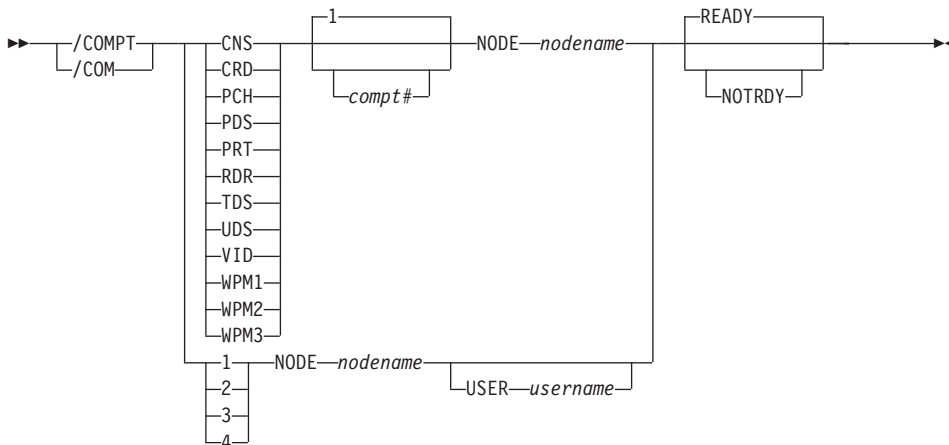 1 READY
/COMPT CNS NODE nodename
/COM CRD compt# NOTRDY
PCH
PDS
PRT
RDR
TDS
UDS
VID
WPM1
WPM2
WPM3
1 NODE nodename
2 USER username
3
4